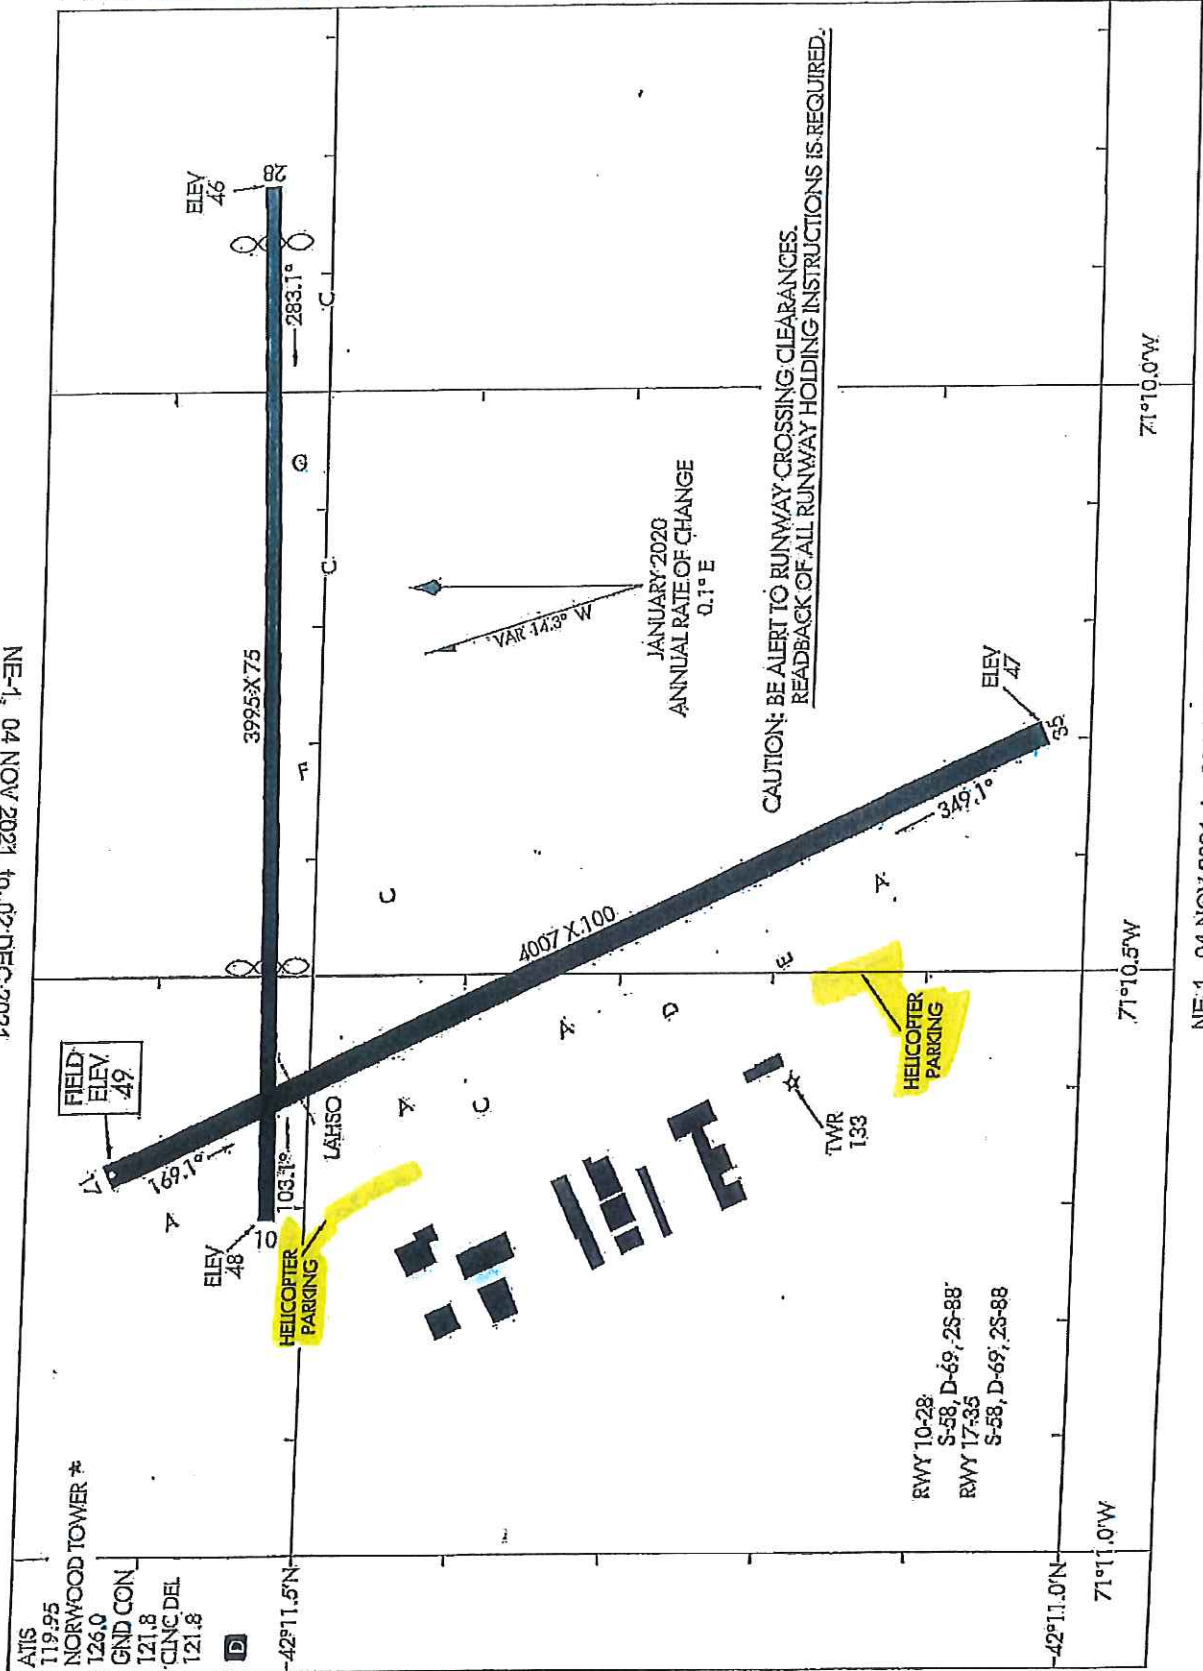 ATIS
119.95
NORWOOD TOWER *
126.0
GND CON
121.8
CLNC DEL
121.8
D
42°11.5'N
FIELD
ELEV
49
17
169.1°
A
ELEV
48
10
103.1°
LAHSO
HELICOPTER
PARKING
A
C
3995 X 75
F
G
283.1°
28
ELEV
46
C
C
C
VAR 14.3° W
JANUARY 2020
ANNUAL RATE OF CHANGE
0.1° E
CAUTION: BE ALERT TO RUNWAY CROSSING CLEARANCES.
READBACK OF ALL RUNWAY HOLDING INSTRUCTIONS IS REQUIRED.
4007 X 100
A
D
E
A
349.1°
35
ELEV
47
HELICOPTER
PARKING
TWR
133
RWY 10-28
S-58, D-69, 2S-88
RWY 17-35
S-58, D-69, 2S-88
42°11.0'N
71°11.0'W
71°10.5'W
71°10.0'W
NE-1, 04 NOV 2021 to 02 DEC 2021